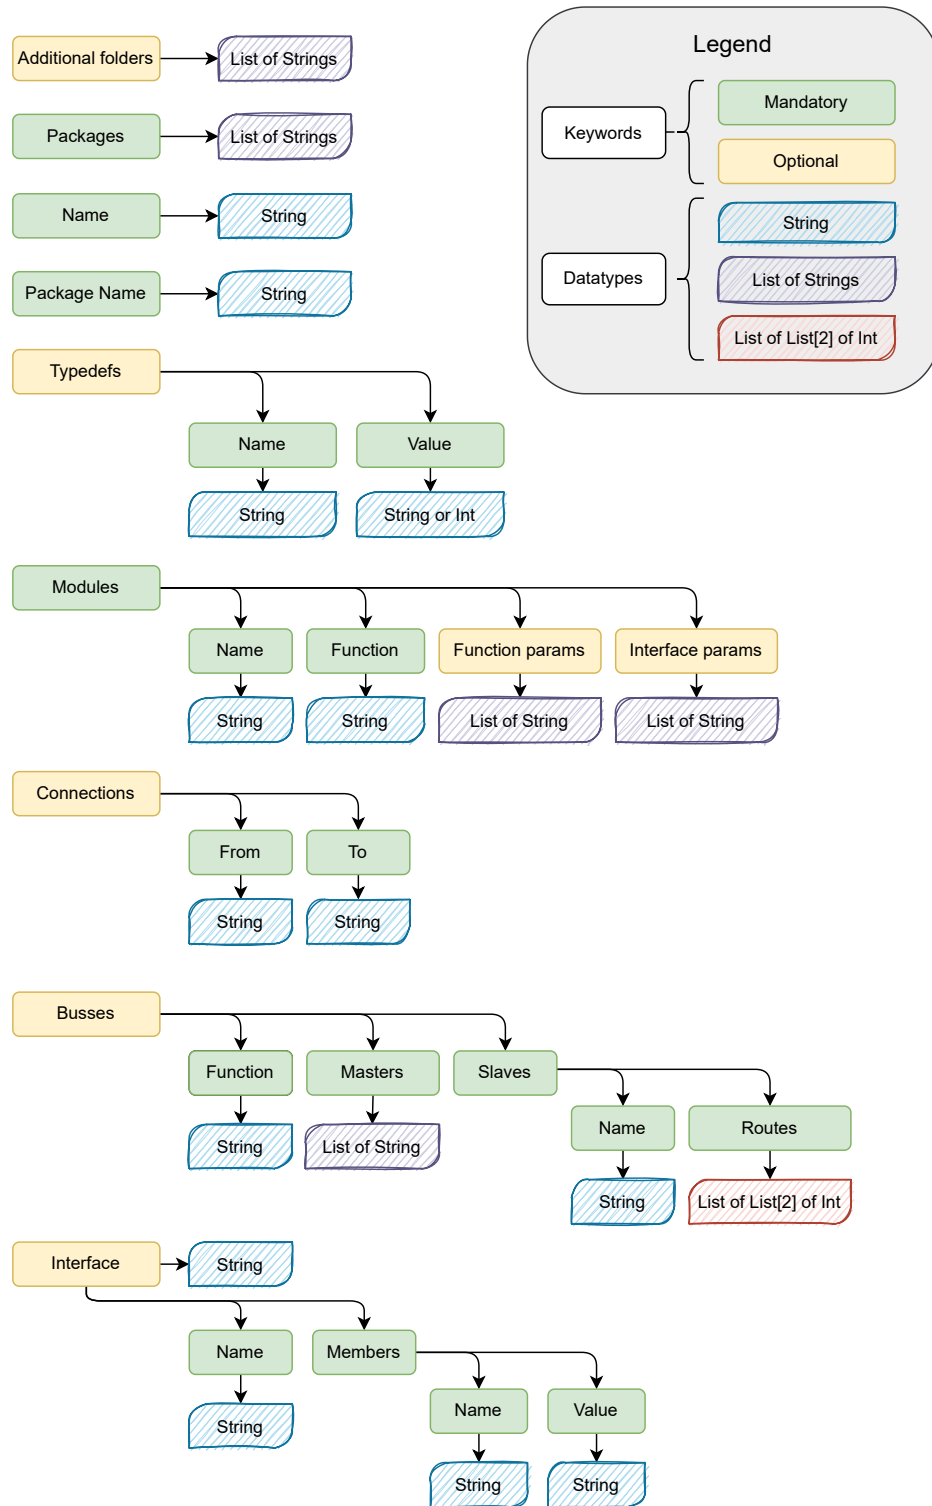 Additional folders
List of Strings
Packages
List of Strings
Name
String
Package Name
String
Legend
Keywords
Mandatory
Optional
Datatypes
String
List of Strings
List of List[2] of Int
Typedefs
Name
Value
String
String or Int
Modules
Name
Function
Function params
Interface params
String
String
List of String
List of String
Connections
From
To
String
String
Busses
Function
Masters
Slaves
String
List of String
Name
Routes
String
List of List[2] of Int
Interface
String
Name
Members
String
Name
Value
String
String